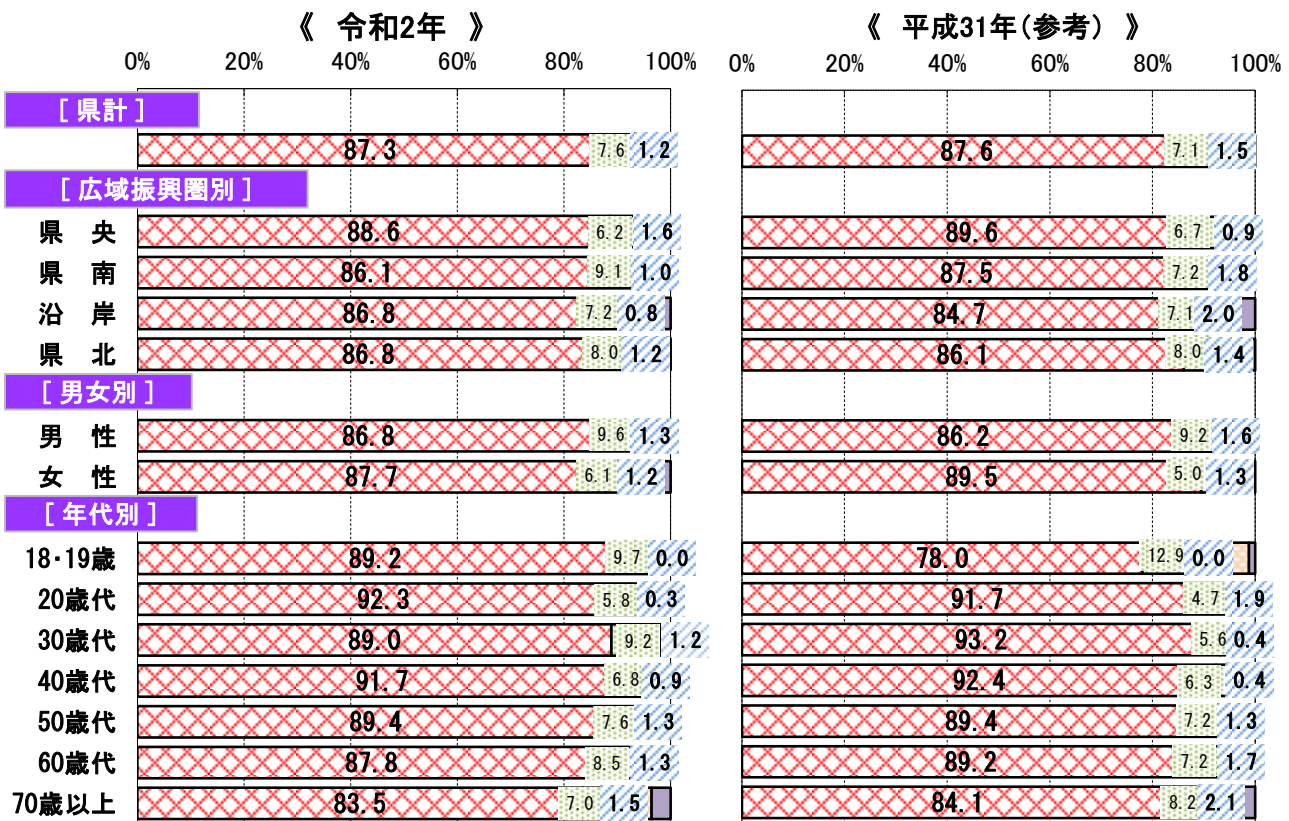 《 令和2年 》 《 平成31年(参考) 》
0% 20% 40% 60% 80% 100% 0% 20% 40% 60% 80% 100%
[ 県計 ]
87.3 7.6 1.2 87.6 7.1 1.5
[ 広域振興圏別 ]
県 央 88.6 6.2 1.6 89.6 6.7 0.9
県 南 86.1 9.1 1.0 87.5 7.2 1.8
沿 岸 86.8 7.2 0.8 84.7 7.1 2.0
県 北 86.8 8.0 1.2 86.1 8.0 1.4
[ 男女別 ]
男 性 86.8 9.6 1.3 86.2 9.2 1.6
女 性 87.7 6.1 1.2 89.5 5.0 1.3
[ 年代別 ]
18・19歳 89.2 9.7 0.0 78.0 12.9 0.0
20歳代 92.3 5.8 0.3 91.7 4.7 1.9
30歳代 89.0 9.2 1.2 93.2 5.6 0.4
40歳代 91.7 6.8 0.9 92.4 6.3 0.4
50歳代 89.4 7.6 1.3 89.4 7.2 1.3
60歳代 87.8 8.5 1.3 89.2 7.2 1.7
70歳以上 83.5 7.0 1.5 84.1 8.2 2.1